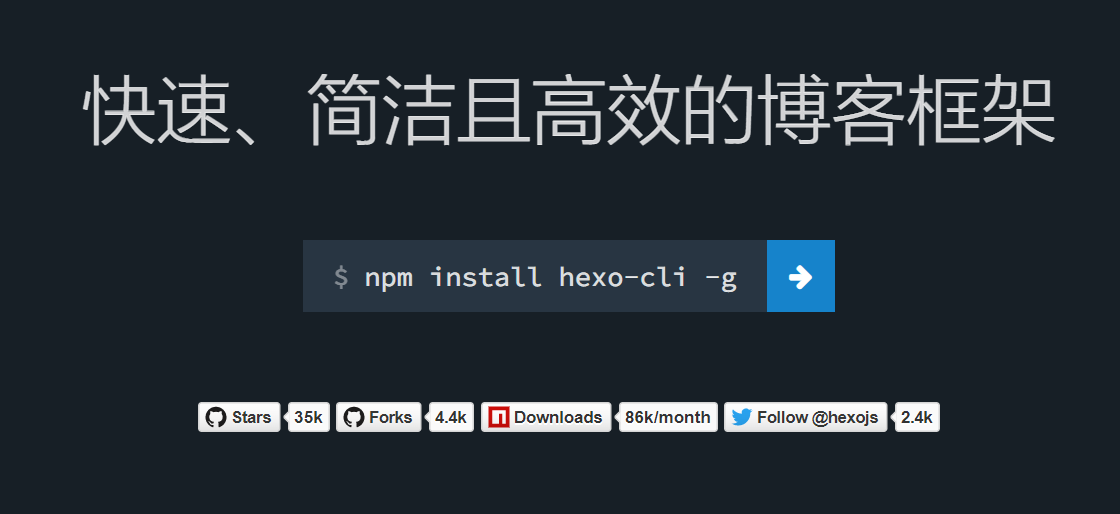 快速、简洁且高效的博客框架
$ npm install hexo-cli -g
Stars 35k Forks 4.4k Downloads 86k/month Follow @hexojs 2.4k